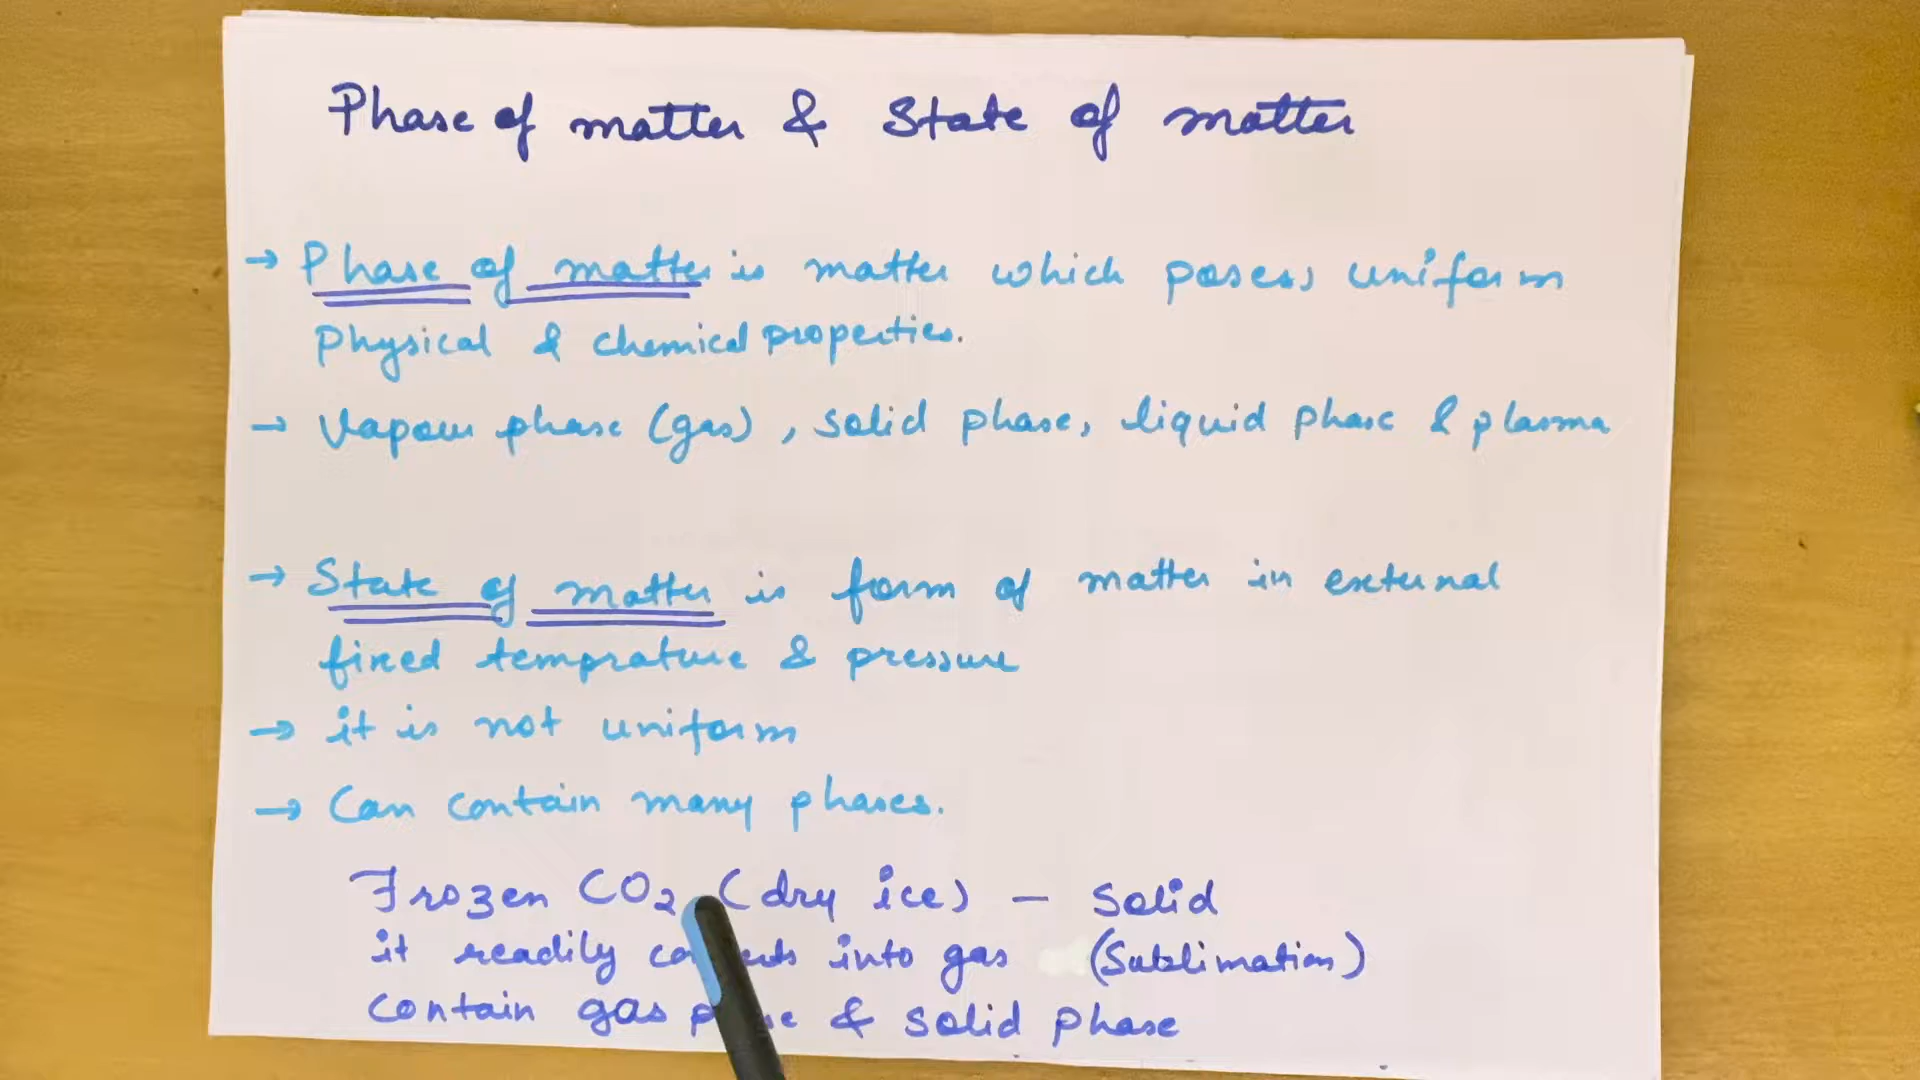 Phase of matter & State of matter
→ Phase of matter is matter which poses, uniform
Physical & chemical properties.
→ Vapour phase (gas), solid phase, liquid phase & plasma
→ State of matter is form of matter in external
fixed temprature & pressure
→ it is not uniform
→ Can contain many phases.
Frozen CO2 (dry ice) - Solid
it readily into gas (Sublimation)
Contain gas & solid phase